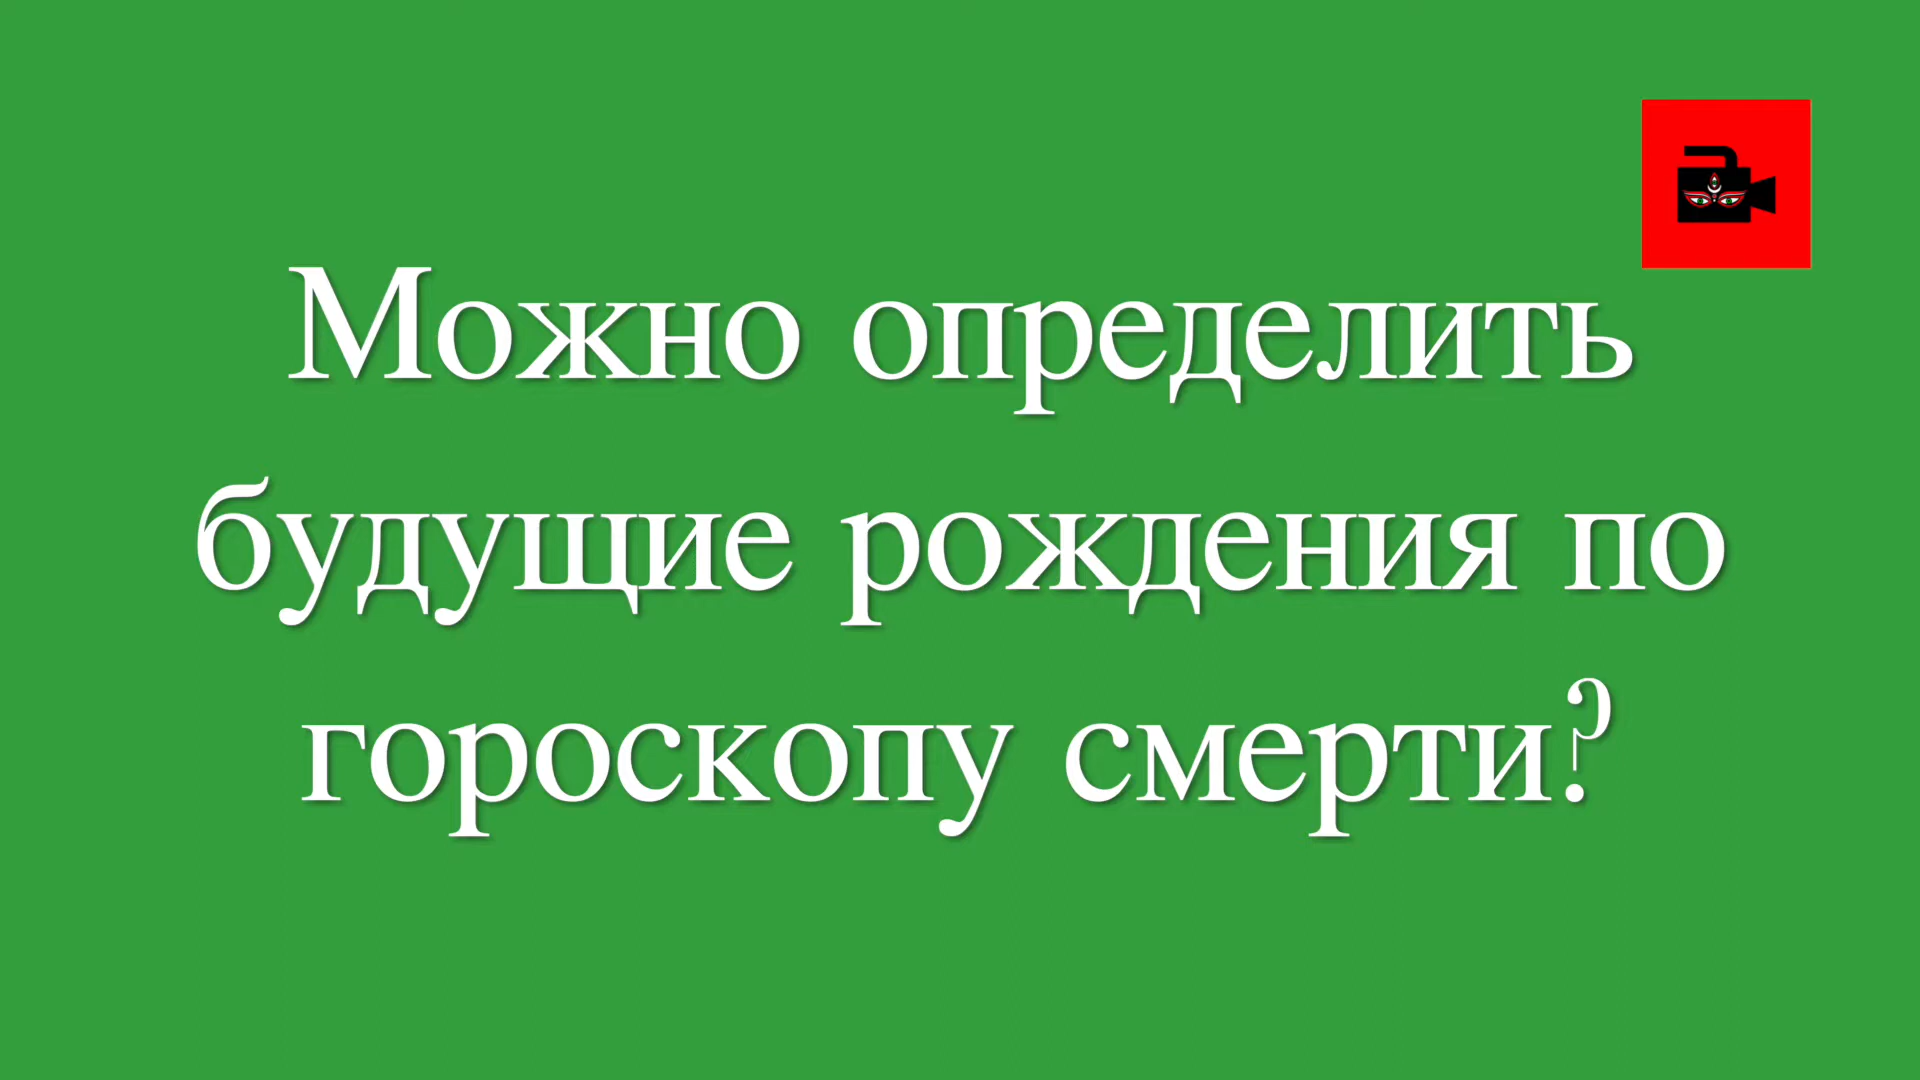 Можно определить
будущие рождения по
гороскопу смерти?